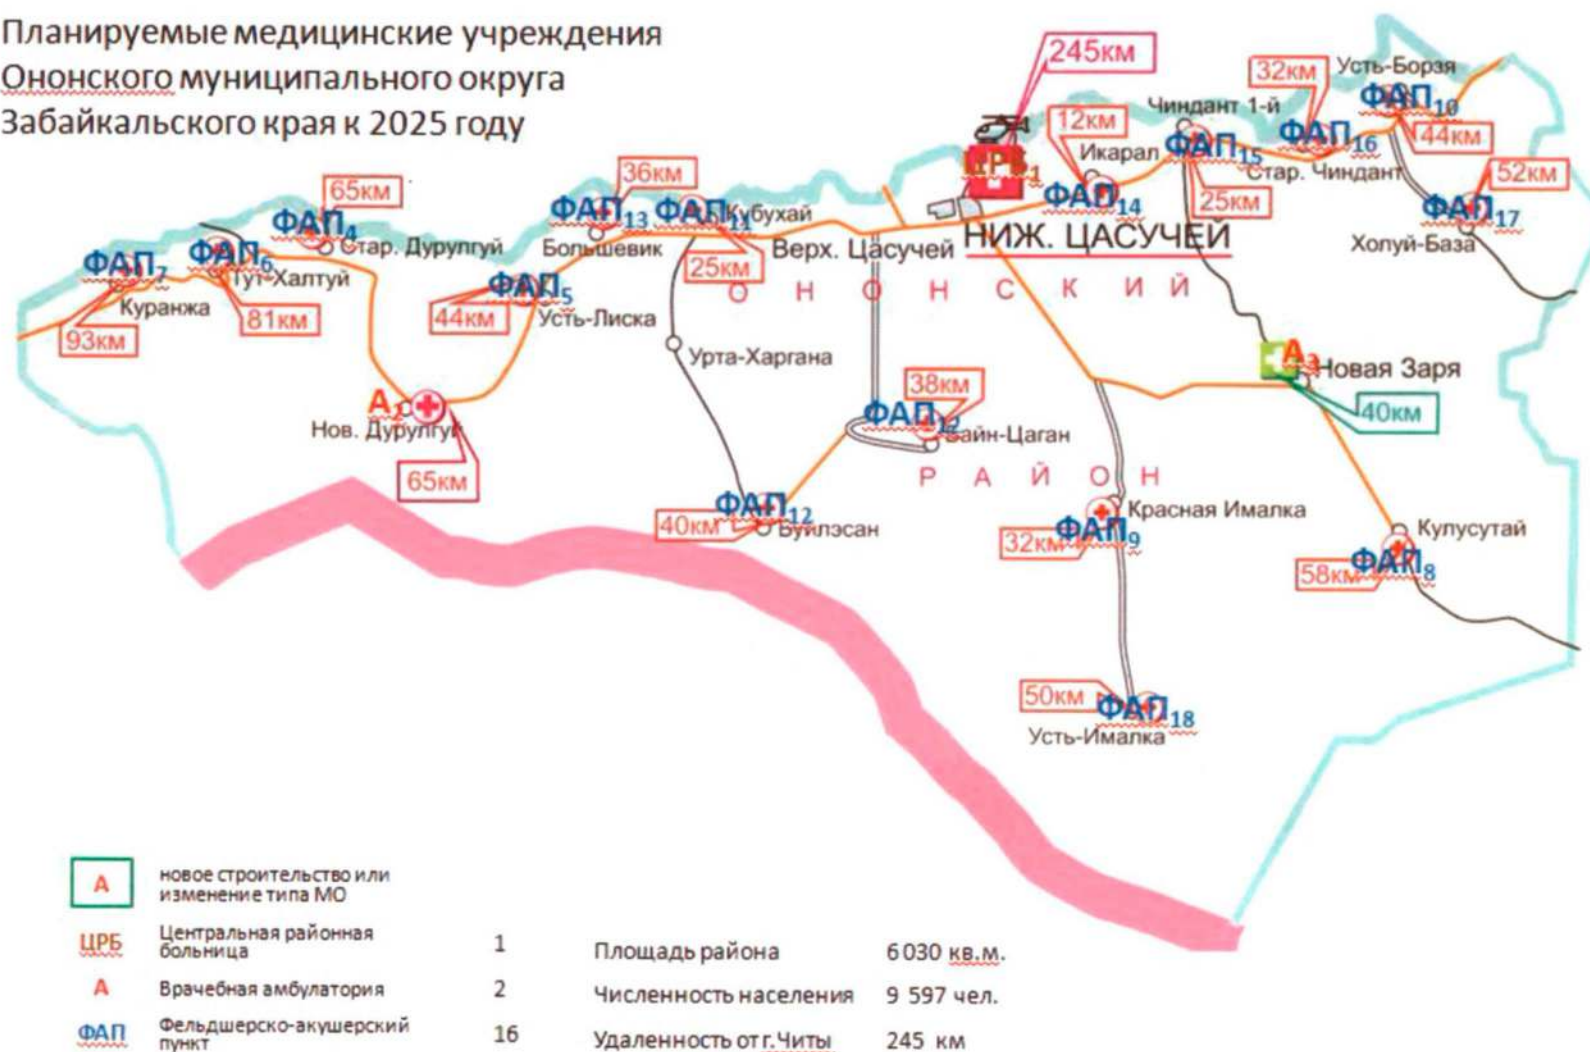 Планируемые медицинские учреждения
Ононского муниципального округа
Забайкальского края к 2025 году
245км
32км
Усть-Борзя
ФАП10
44км
12км
Чиндант 1-й
ФАП16
Икарал
ФАП15
Стар. Чиндант
52км
ЦРБ1
ФАП14
25км
ФАП17
Холуй-База
65км
36км
ФАП4
Стар. Дурулгуй
ФАП13
ФАП11
Кубухай
Большевик
Верх. Цасучей
НИЖ. ЦАСУЧЕЙ
25км
ФАП7
ФАП6
Тут-Халтуй
Куранжа
93км
81км
ФАП5
44км
Усть-Лиска
ОНОНСКИЙ
Урта-Харгана
А3
Новая Заря
40км
38км
А2
Нов. Дурулгуй
65км
ФАП12
Байн-Цаган
РАЙОН
ФАП12
40км
Буйлэсан
Красная Ималка
32км
ФАП9
Кулусутай
58км
ФАП8
50км
ФАП18
Усть-Ималка
А новое строительство или
изменение типа МО
ЦРБ Центральная районная
больница 1
Площадь района 6 030 кв.м.
А Врачебная амбулатория 2
Численность населения 9 597 чел.
ФАП Фельдшерско-акушерский
пункт 16
Удаленность от г.Читы 245 км